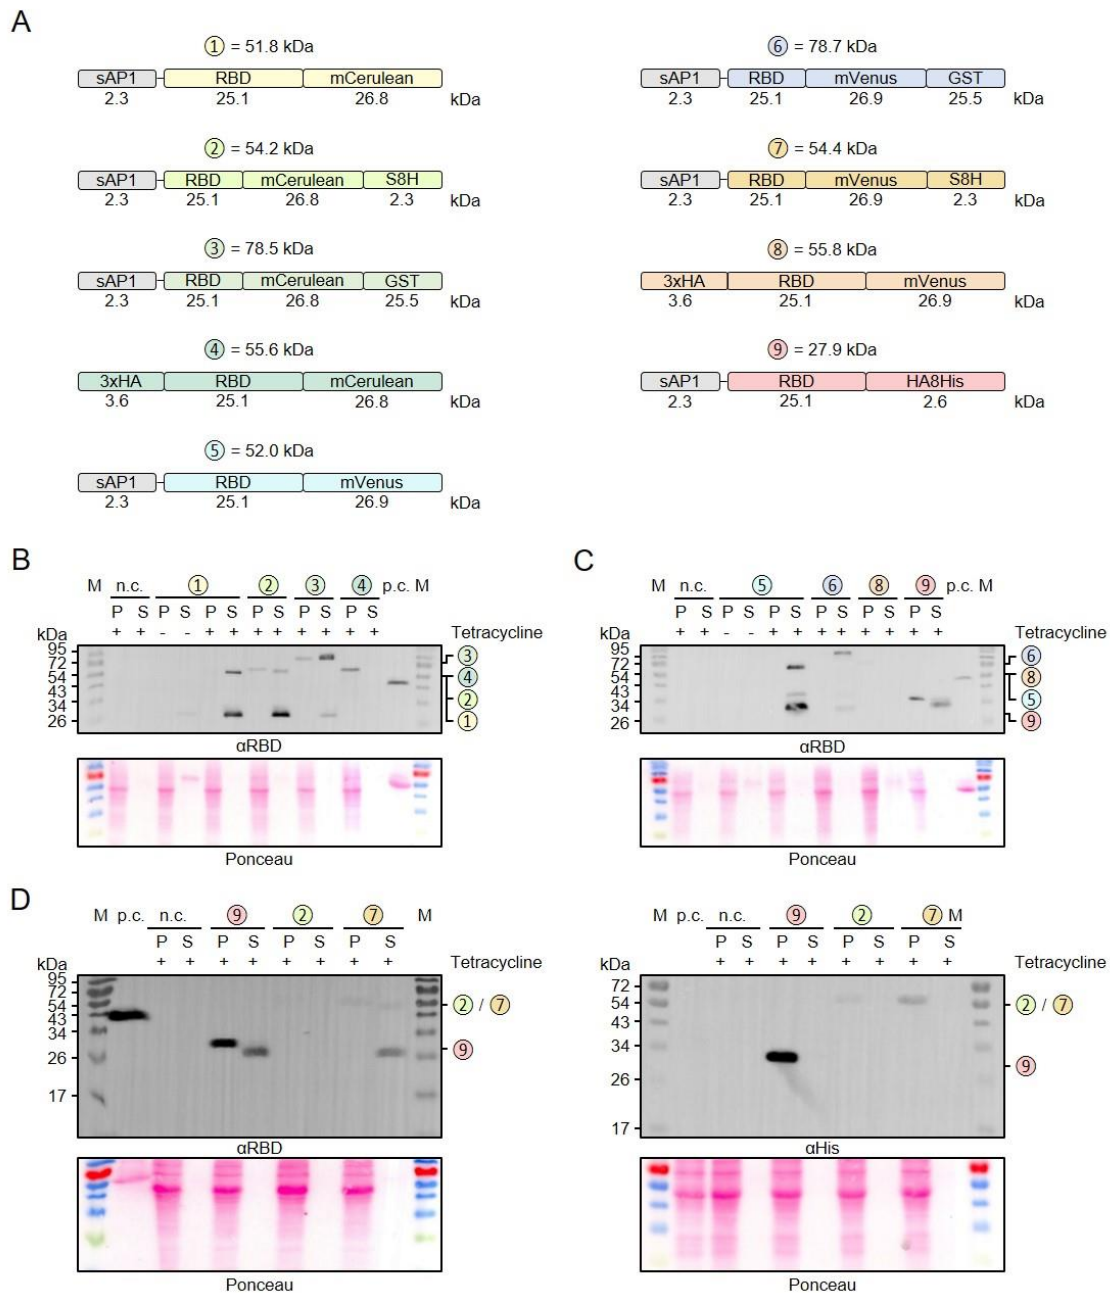 A
① = 51.8 kDa
sAP1 RBD mCerulean
2.3 25.1 26.8 kDa
② = 54.2 kDa
sAP1 RBD mCerulean S8H
2.3 25.1 26.8 2.3 kDa
③ = 78.5 kDa
sAP1 RBD mCerulean GST
2.3 25.1 26.8 25.5 kDa
④ = 55.6 kDa
3xHA RBD mCerulean
3.6 25.1 26.8 kDa
⑤ = 52.0 kDa
sAP1 RBD mVenus
2.3 25.1 26.9 kDa
⑥ = 78.7 kDa
sAP1 RBD mVenus GST
2.3 25.1 26.9 25.5 kDa
⑦ = 54.4 kDa
sAP1 RBD mVenus S8H
2.3 25.1 26.9 2.3 kDa
⑧ = 55.8 kDa
3xHA RBD mVenus
3.6 25.1 26.9 kDa
⑨ = 27.9 kDa
sAP1 RBD HA8His
2.3 25.1 2.6 kDa
B
M n.c. ① ② ③ ④ p.c. M
P S P S P S P S P S P S
kDa + + - - + + + + + + + + Tetracycline
95
72
54
43
34
26
③
④
②
①
αRBD
Ponceau
C
M n.c. ⑤ ⑥ ⑧ ⑨ p.c. M
P S P S P S P S P S P S
kDa + + - - + + + + + + + + Tetracycline
95
72
54
43
34
26
⑥
⑧
⑤
⑨
αRBD
Ponceau
D
M p.c. n.c. ⑨ ② ⑦ M
P S P S P S P S
kDa + + + + + + + + Tetracycline
95
72
54
43
34
26
17
② / ⑦
⑨
αRBD
Ponceau
M p.c. n.c. ⑨ ② ⑦ M
P S P S P S P S
kDa + + + + + + + + Tetracycline
72
54
43
34
26
17
② / ⑦
⑨
αHis
Ponceau